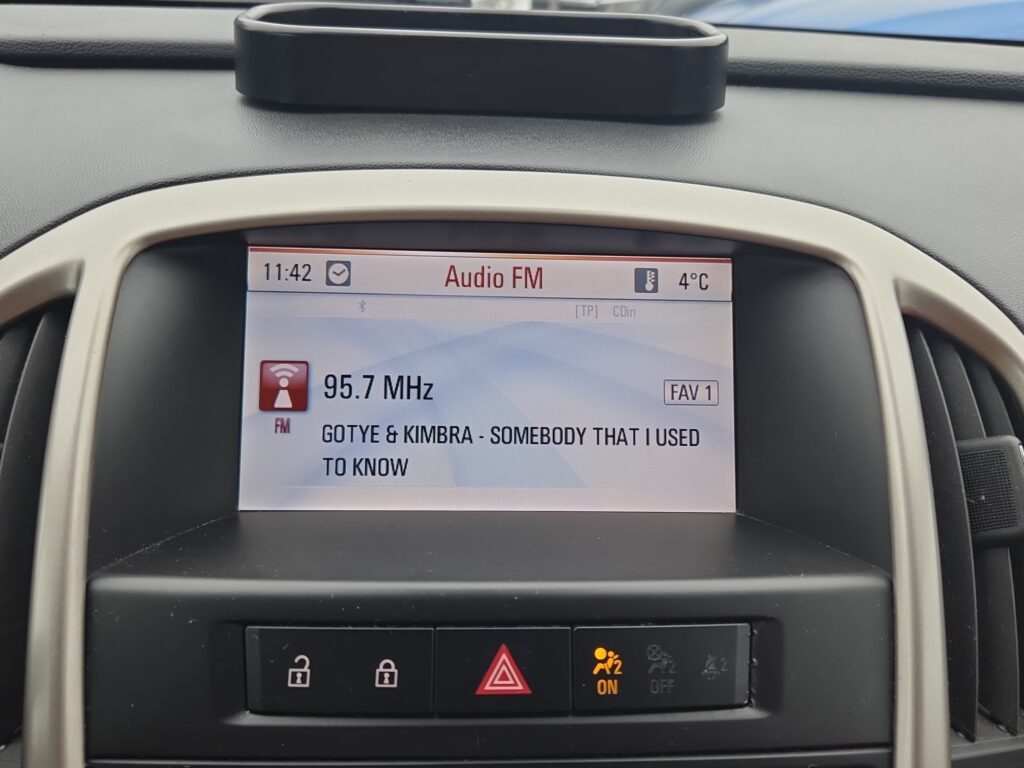 11:42 Audio FM 4°C
[TP] CDin
95.7 MHz FAV 1
FM
GOTYE & KIMBRA - SOMEBODY THAT I USED
TO KNOW
2 2 2
ON OFF